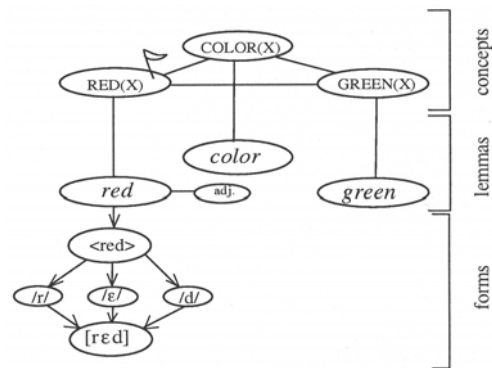 COLOR(X)
RED(X)
GREEN(X)
concepts
color
red
adj.
green
lemmas
<red>
/r/
/ɛ/
/d/
[rɛd]
forms